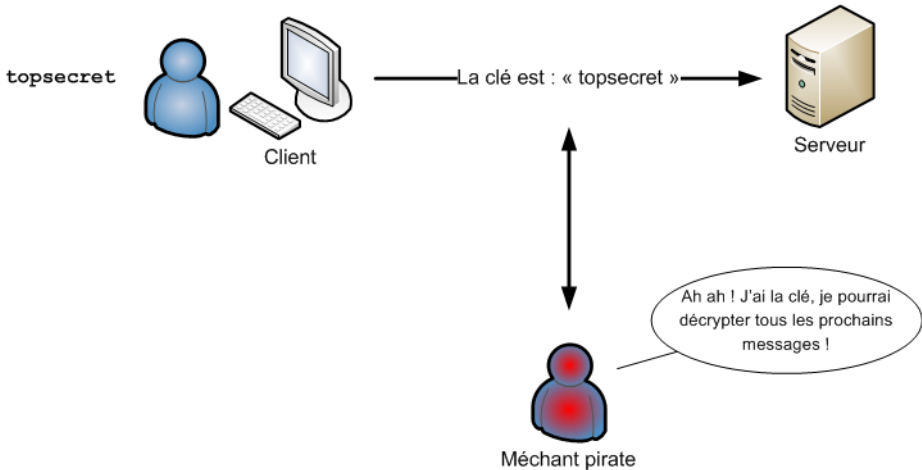 topsecret
La clé est : « topsecret »
Client
Serveur
Ah ah ! J'ai la clé, je pourrai
décrypter tous les prochains
messages !
Méchant pirate